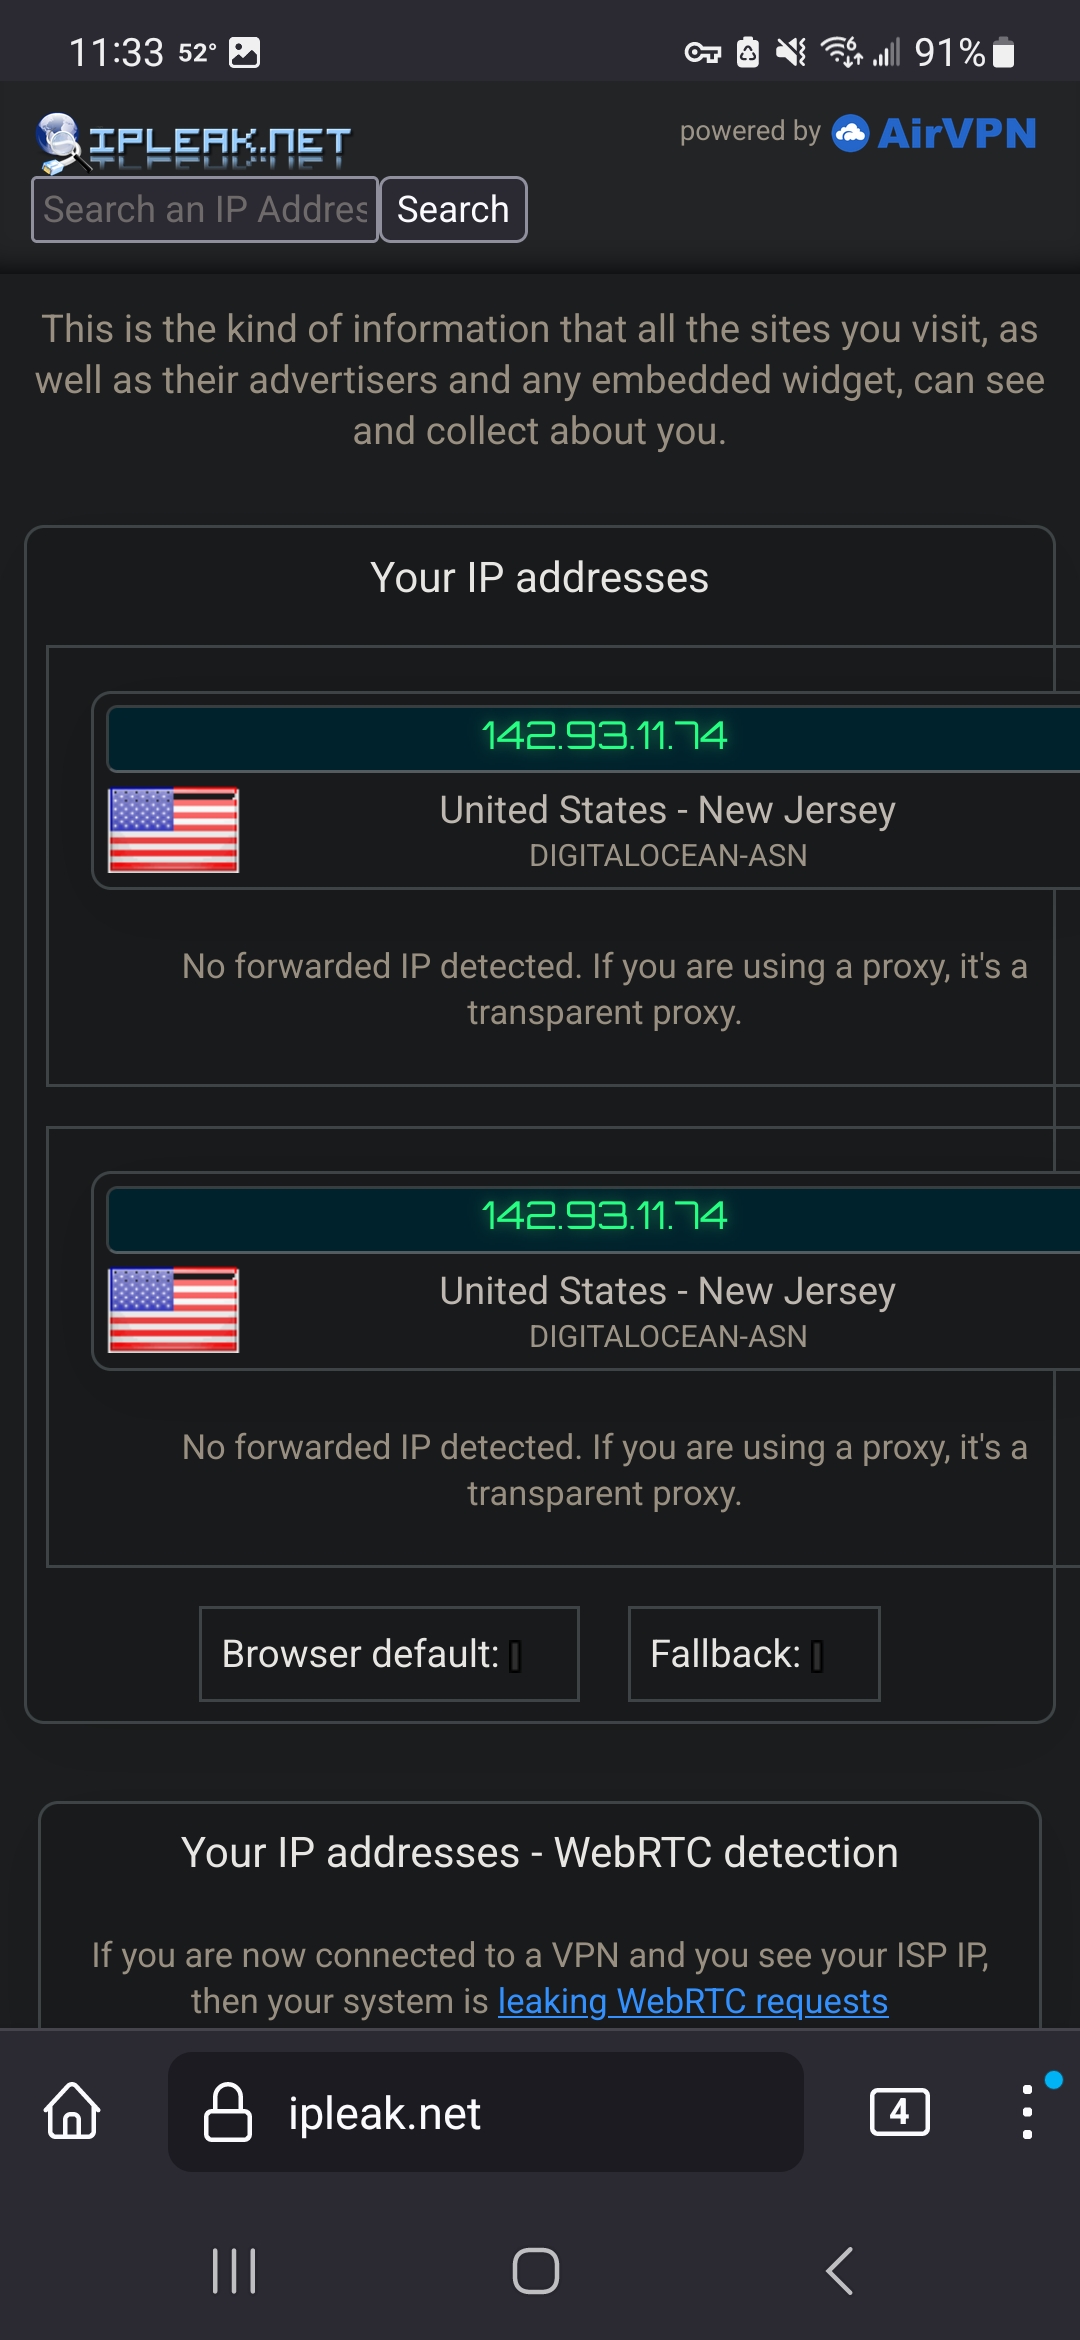 11:33 52°
91%
IPLEAK.NET
powered by AirVPN
Search an IP Addres
Search
This is the kind of information that all the sites you visit, as
well as their advertisers and any embedded widget, can see
and collect about you.
Your IP addresses
142.93.11.74
United States - New Jersey
DIGITALOCEAN-ASN
No forwarded IP detected. If you are using a proxy, it's a
transparent proxy.
142.93.11.74
United States - New Jersey
DIGITALOCEAN-ASN
No forwarded IP detected. If you are using a proxy, it's a
transparent proxy.
Browser default:
Fallback:
Your IP addresses - WebRTC detection
If you are now connected to a VPN and you see your ISP IP,
then your system is leaking WebRTC requests
ipleak.net
4